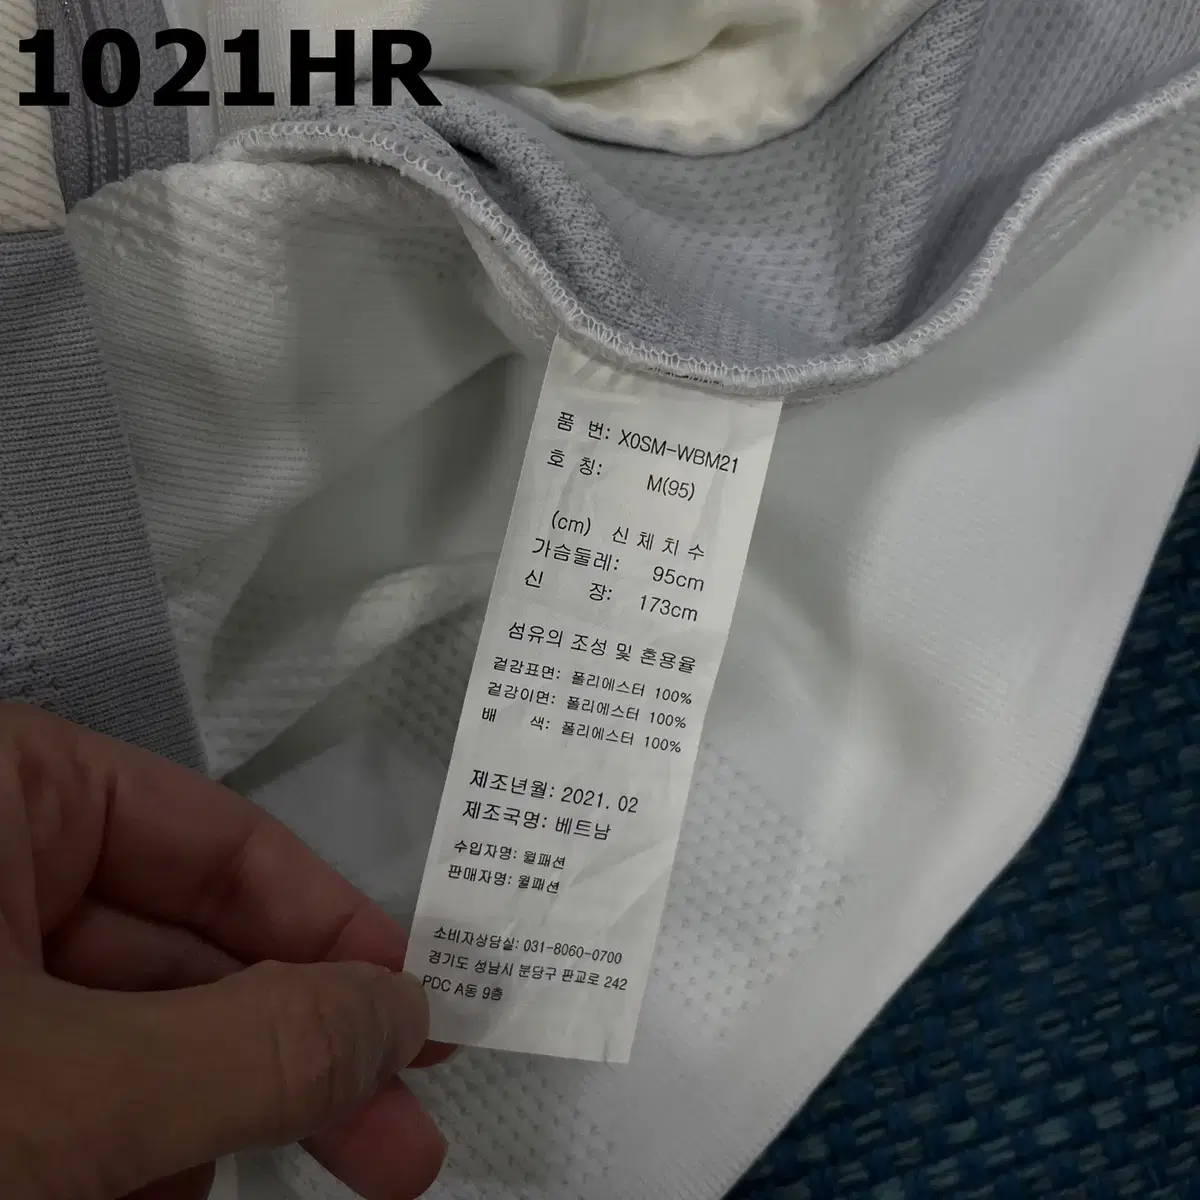 1021HR
품 번: X0SM-WBM21
호 칭: M(95)
(cm) 신 체 치 수
가슴둘레: 95cm
신 장: 173cm
섬유의 조성 및 혼용율
겉감표면: 폴리에스터 100%
겉감이면: 폴리에스터 100%
배 색: 폴리에스터 100%
제조년월: 2021. 02
제조국명: 베트남
수입자명: 월패션
판매자명: 월패션
소비자상담실: 031-8060-0700
경기도 성남시 분당구 판교로 242
PDC A동 9층